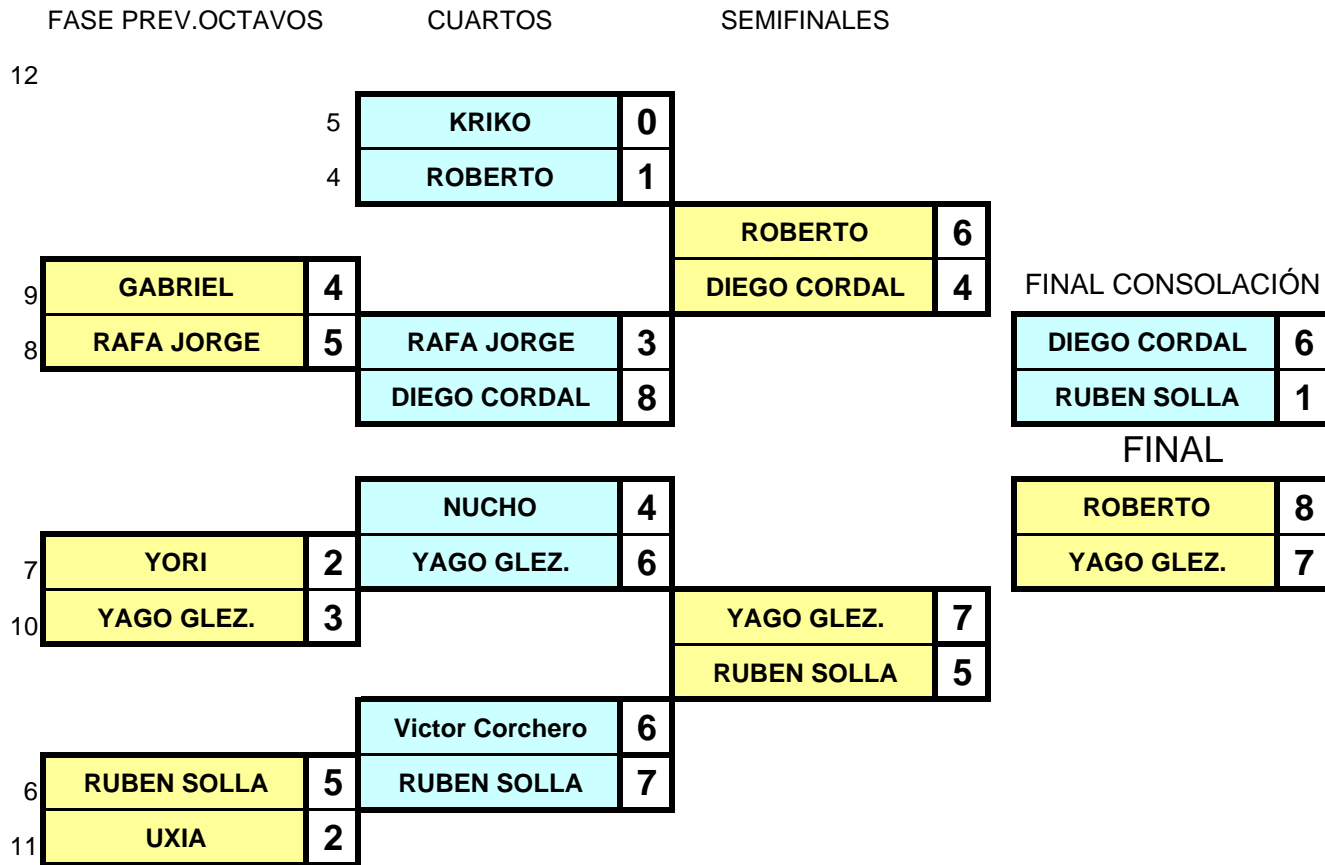 FASE PREV.OCTAVOS CUARTOS SEMIFINALES
12
5 KRIKO 0
4 ROBERTO 1
ROBERTO 6
9 GABRIEL 4 DIEGO CORDAL 4 FINAL CONSOLACIÓN
8 RAFA JORGE 5 RAFA JORGE 3 DIEGO CORDAL 6
DIEGO CORDAL 8 RUBEN SOLLA 1
FINAL
NUCHO 4 ROBERTO 8
7 YORI 2 YAGO GLEZ. 6 YAGO GLEZ. 7
10 YAGO GLEZ. 3 YAGO GLEZ. 7
RUBEN SOLLA 5
Victor Corchero 6
6 RUBEN SOLLA 5 RUBEN SOLLA 7
11 UXIA 2